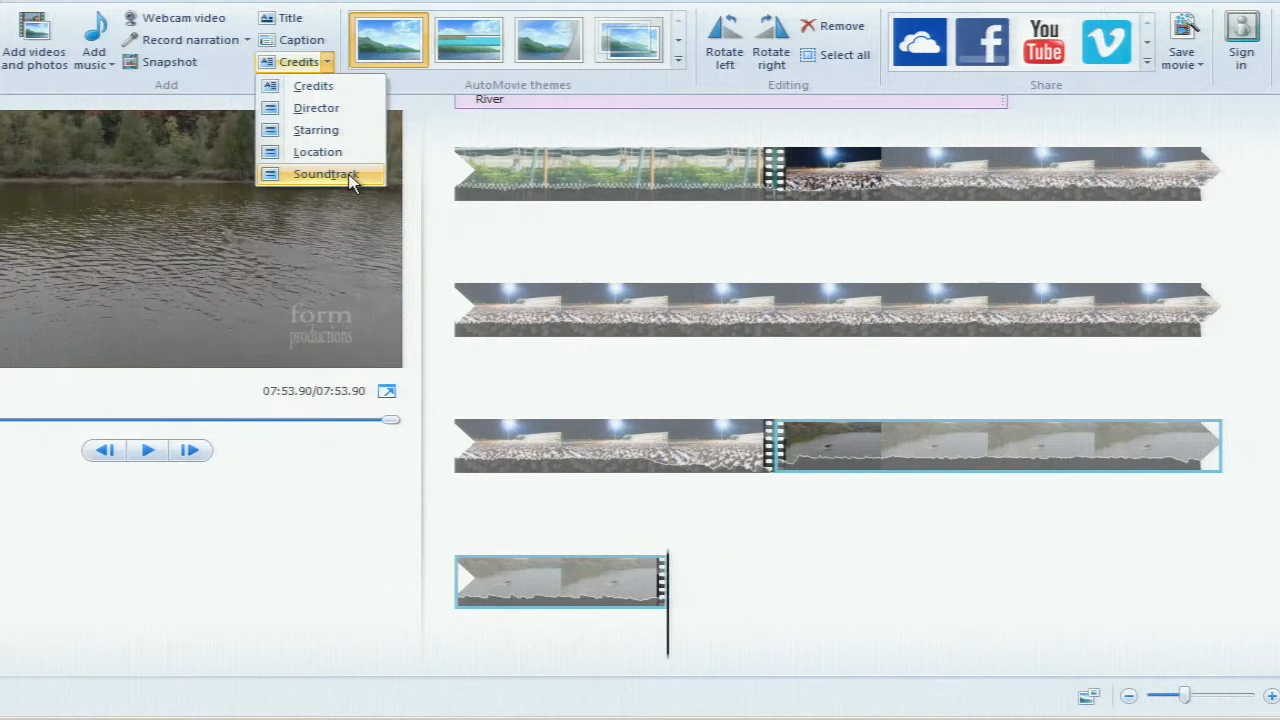 Add videos
and photos
Add
music
Webcam video
Record narration
Snapshot
Title
Caption
Credits
Add
Credits
Director
Starring
Location
Soundtrack
AutoMovie themes
Rotate
left
Rotate
right
Remove
Select all
Editing
You
Tube
Share
Save
movie
Sign
in
River
form
productions
07:53.90/07:53.90